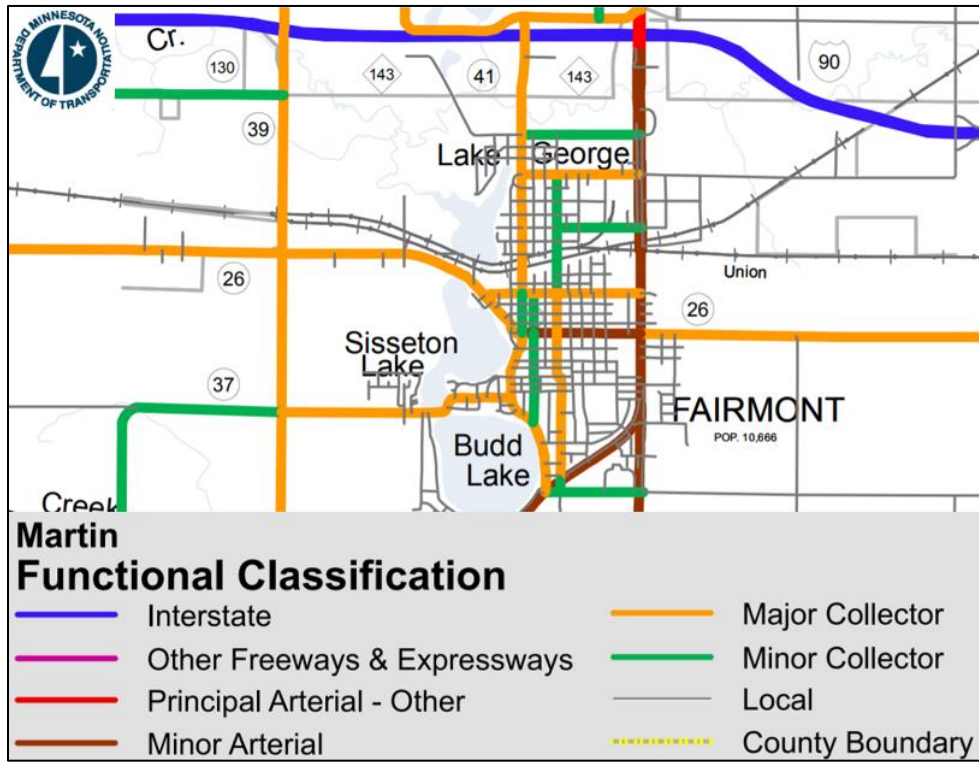 MINNESOTA
DEPARTMENT OF TRANSPORTATION
Cr.
130
143
41
143
90
39
Lake George
Union
26
26
Sisseton
Lake
37
FAIRMONT
POP. 10,666
Budd
Lake
Creek
Martin
Functional Classification
Interstate
Major Collector
Other Freeways & Expressways
Minor Collector
Principal Arterial - Other
Local
Minor Arterial
County Boundary